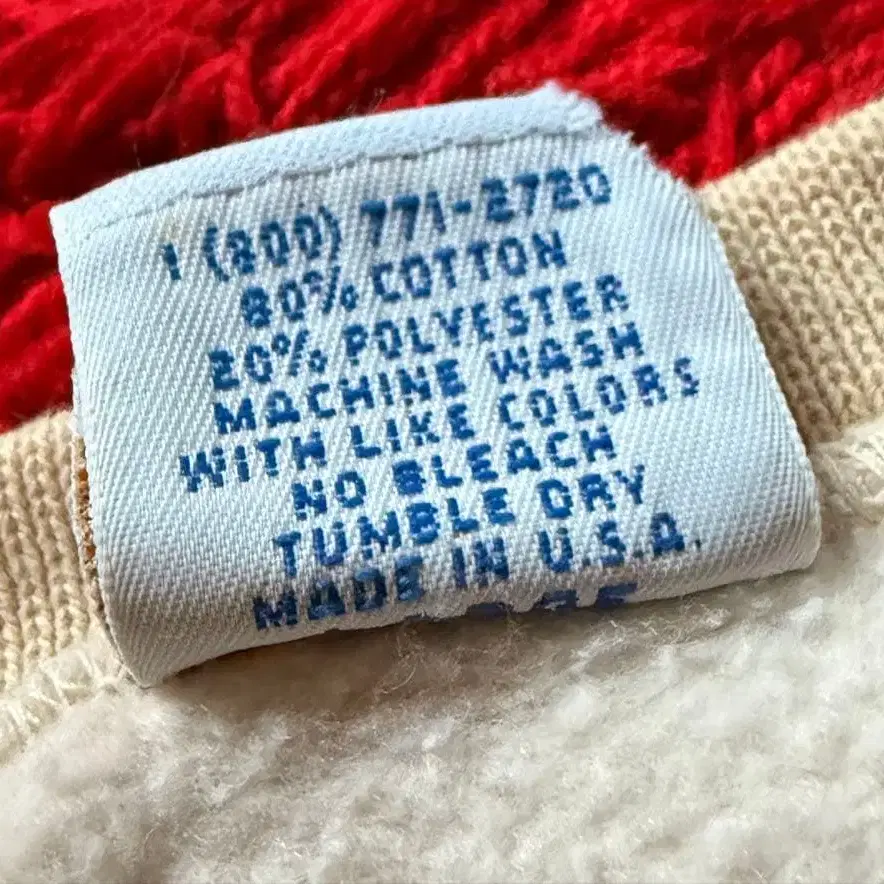 1 (800) 771-2720
80% COTTON
20% POLYESTER
MACHINE WASH
WITH LIKE COLORS
NO BLEACH
TUMBLE DRY
MADE IN U.S.A.